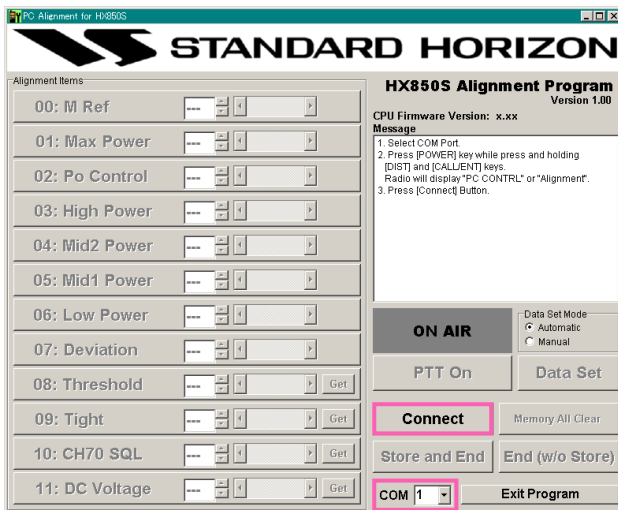 PC Alignment for HX850S
STANDARD HORIZON
Alignment Items
00: M Ref ---
01: Max Power ---
02: Po Control ---
03: High Power ---
04: Mid2 Power ---
05: Mid1 Power ---
06: Low Power ---
07: Deviation ---
08: Threshold --- Get
09: Tight --- Get
10: CH70 SQL --- Get
11: DC Voltage --- Get
HX850S Alignment Program
Version 1.00
CPU Firmware Version: x.xx
Message
1. Select COM Port.
2. Press [POWER] key while press and holding
[DIST] and [CALL/ENT] keys.
Radio will display "PC CONTRL" or "Alignment".
3. Press [Connect] Button.
ON AIR
Data Set Mode
Automatic
Manual
PTT On
Data Set
Connect
Memory All Clear
Store and End
End (w/o Store)
COM 1
Exit Program